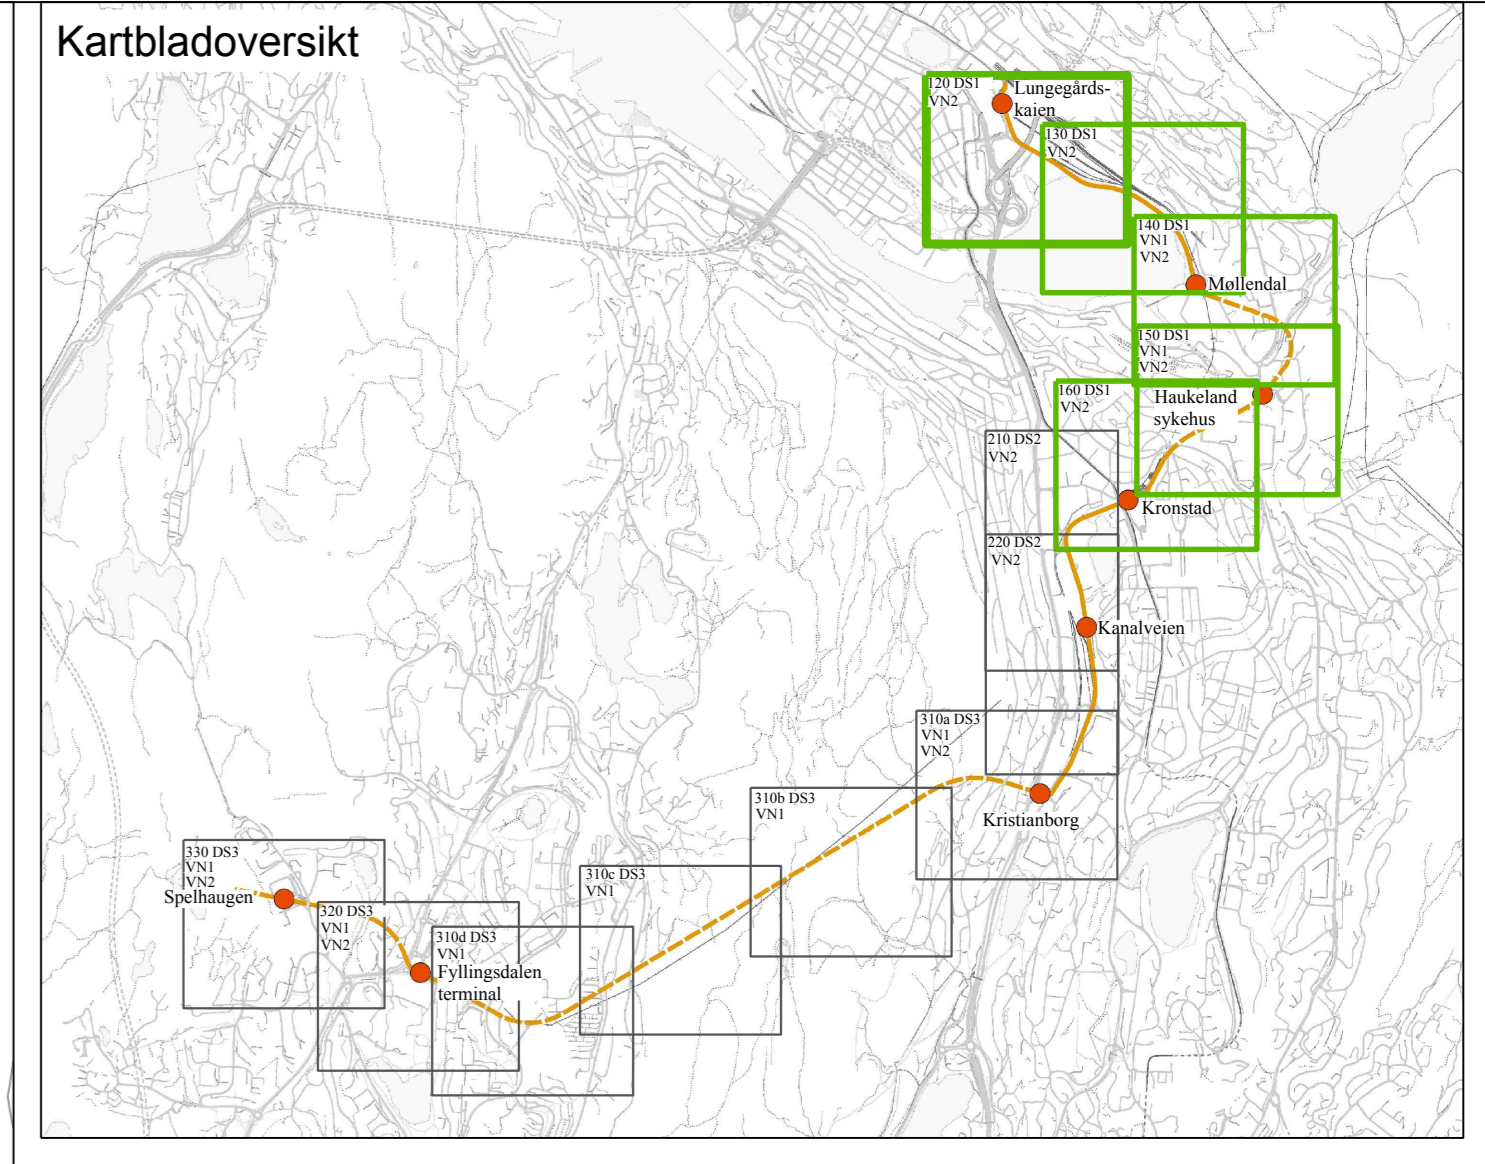 Kartbladoversikt
120 DS1
VN2
Lungegårds-
kaien
130 DS1
VN2
140 DS1
VN1
VN2
Møllendal
150 DS1
VN1
VN2
160 DS1
VN2
Haukeland
sykehus
210 DS2
VN2
Kronstad
220 DS2
VN2
Kanalveien
310a DS3
VN1
VN2
310b DS3
VN1
Kristianborg
330 DS3
VN1
VN2
Spelhaugen
310c DS3
VN1
320 DS3
VN1
VN2
310d DS3
VN1
Fyllingsdalen
terminal